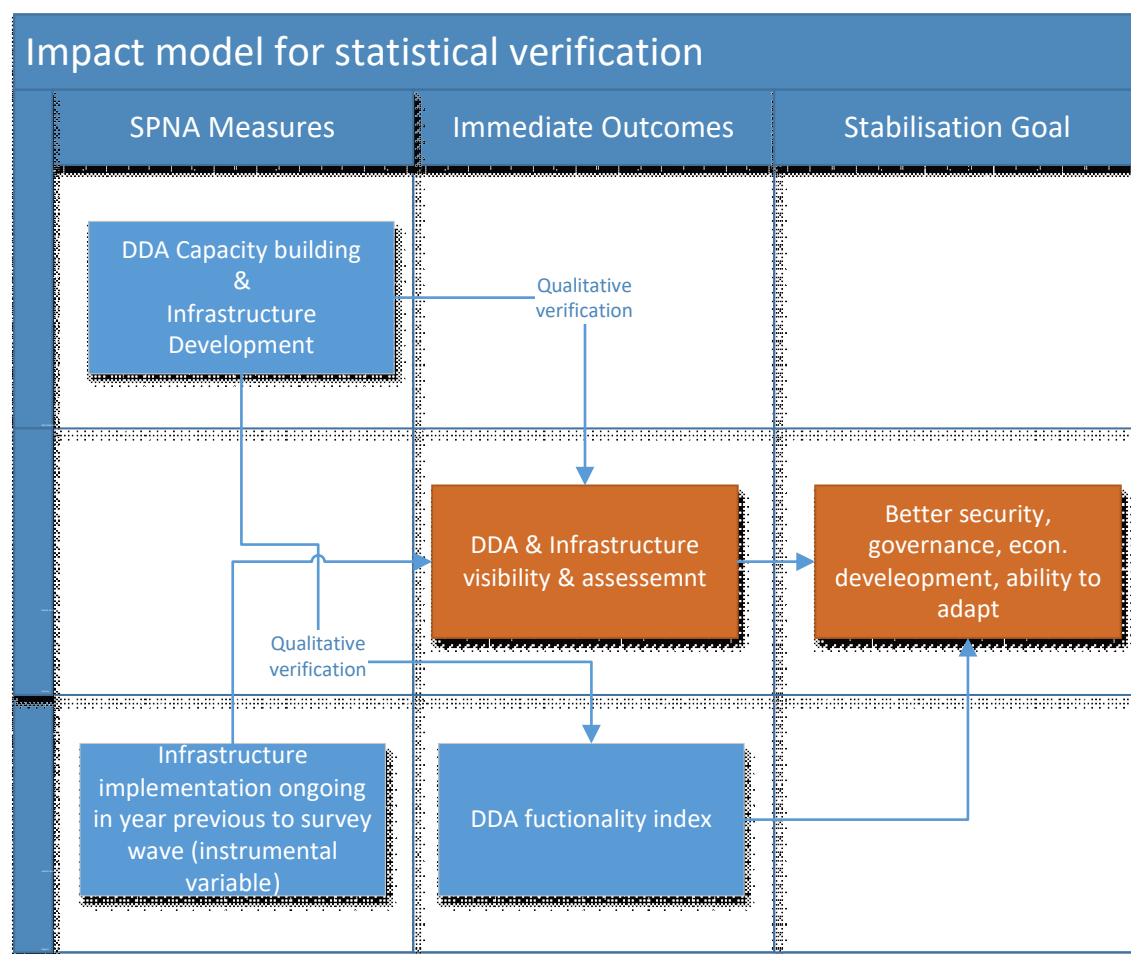 Impact model for statistical verification
SPNA Measures
Immediate Outcomes
Stabilisation Goal
DDA Capacity building
&
Infrastructure
Development
Qualitative
verification
DDA & Infrastructure
visibility & assessemnt
Better security,
governance, econ.
develeopment, ability to
adapt
Qualitative
verification
Infrastructure
implementation ongoing
in year previous to survey
wave (instrumental
variable)
DDA fuctionality index